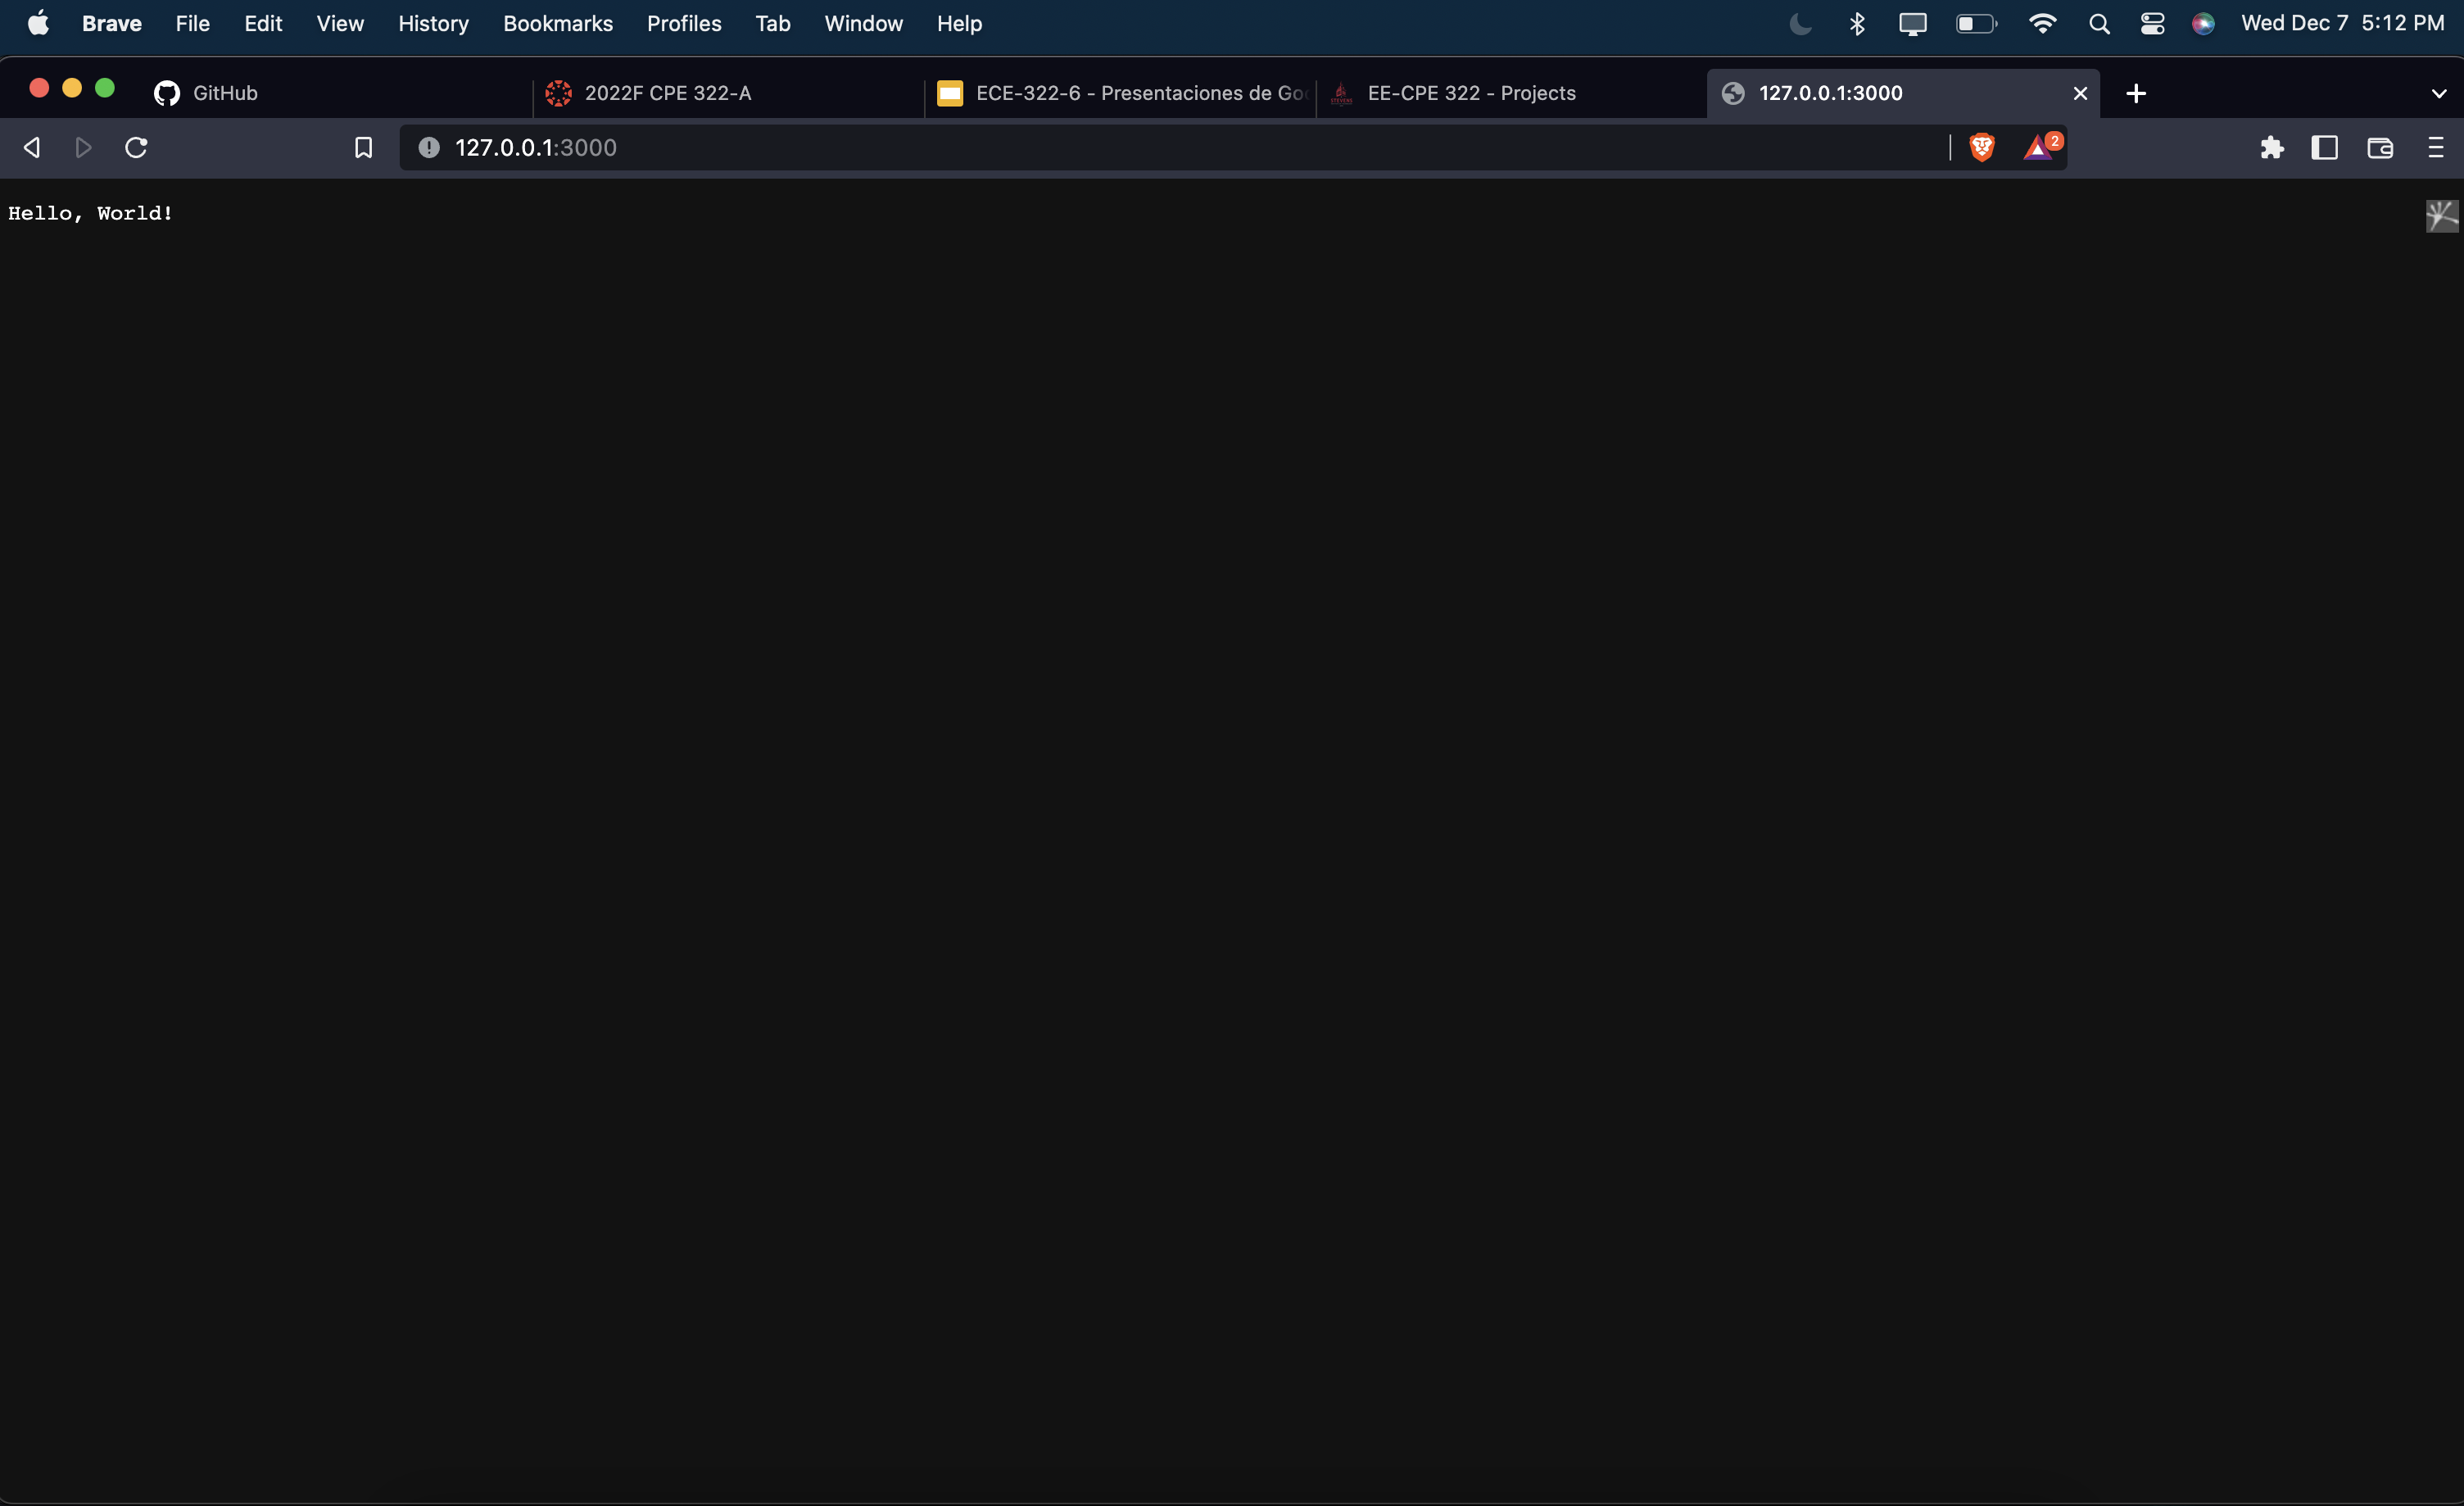 Brave File Edit View History Bookmarks Profiles Tab Window Help Wed Dec 7 5:12 PM
GitHub 2022F CPE 322-A ECE-322-6 - Presentaciones de Goo EE-CPE 322 - Projects 127.0.0.1:3000
127.0.0.1:3000 2
Hello, World!